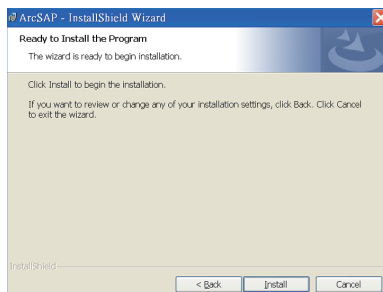 ArcSAP - InstallShield Wizard
Ready to Install the Program
The wizard is ready to begin installation.
Click Install to begin the installation.
If you want to review or change any of your installation settings, click Back. Click Cancel
to exit the wizard.
InstallShield
< Back Install Cancel